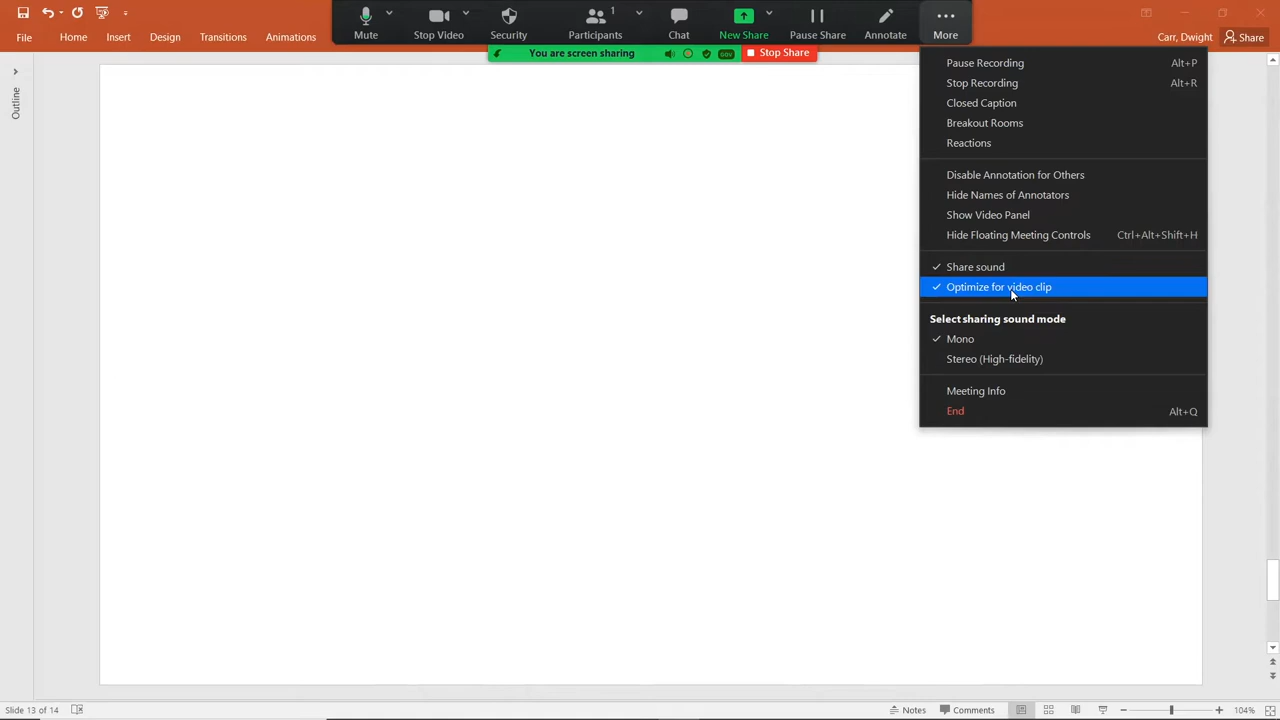 Mute
Stop Video
Security
Participants
1
Chat
New Share
Pause Share
Annotate
More
File
Home
Insert
Design
Transitions
Animations
Carr, Dwight
Share
You are screen sharing
GOV
Stop Share
Outline
Pause Recording Alt+P
Stop Recording Alt+R
Closed Caption
Breakout Rooms
Reactions
Disable Annotation for Others
Hide Names of Annotators
Show Video Panel
Hide Floating Meeting Controls Ctrl+Alt+Shift+H
Share sound
Optimize for video clip
Select sharing sound mode
Mono
Stereo (High-fidelity)
Meeting Info
End Alt+Q
Slide 13 of 14
Notes
Comments
104%